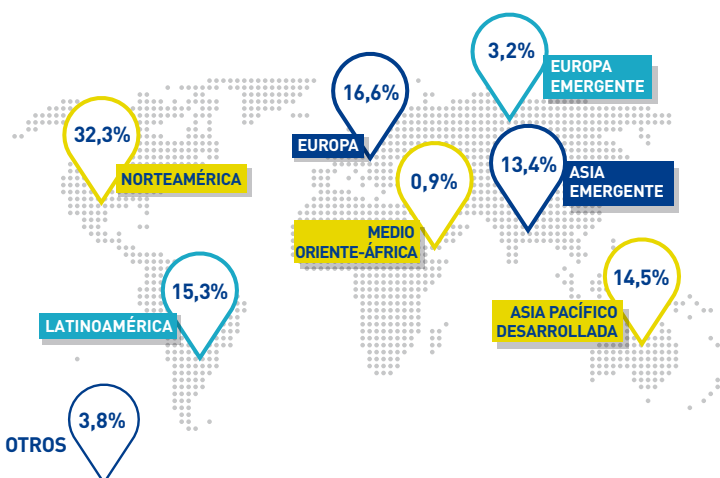 3,2%
EUROPA
EMERGENTE
16,6%
EUROPA
32,3%
NORTEAMÉRICA
0,9%
MEDIO
ORIENTE-ÁFRICA
13,4%
ASIA
EMERGENTE
15,3%
LATINOAMÉRICA
14,5%
ASIA PACÍFICO
DESARROLLADA
3,8%
OTROS